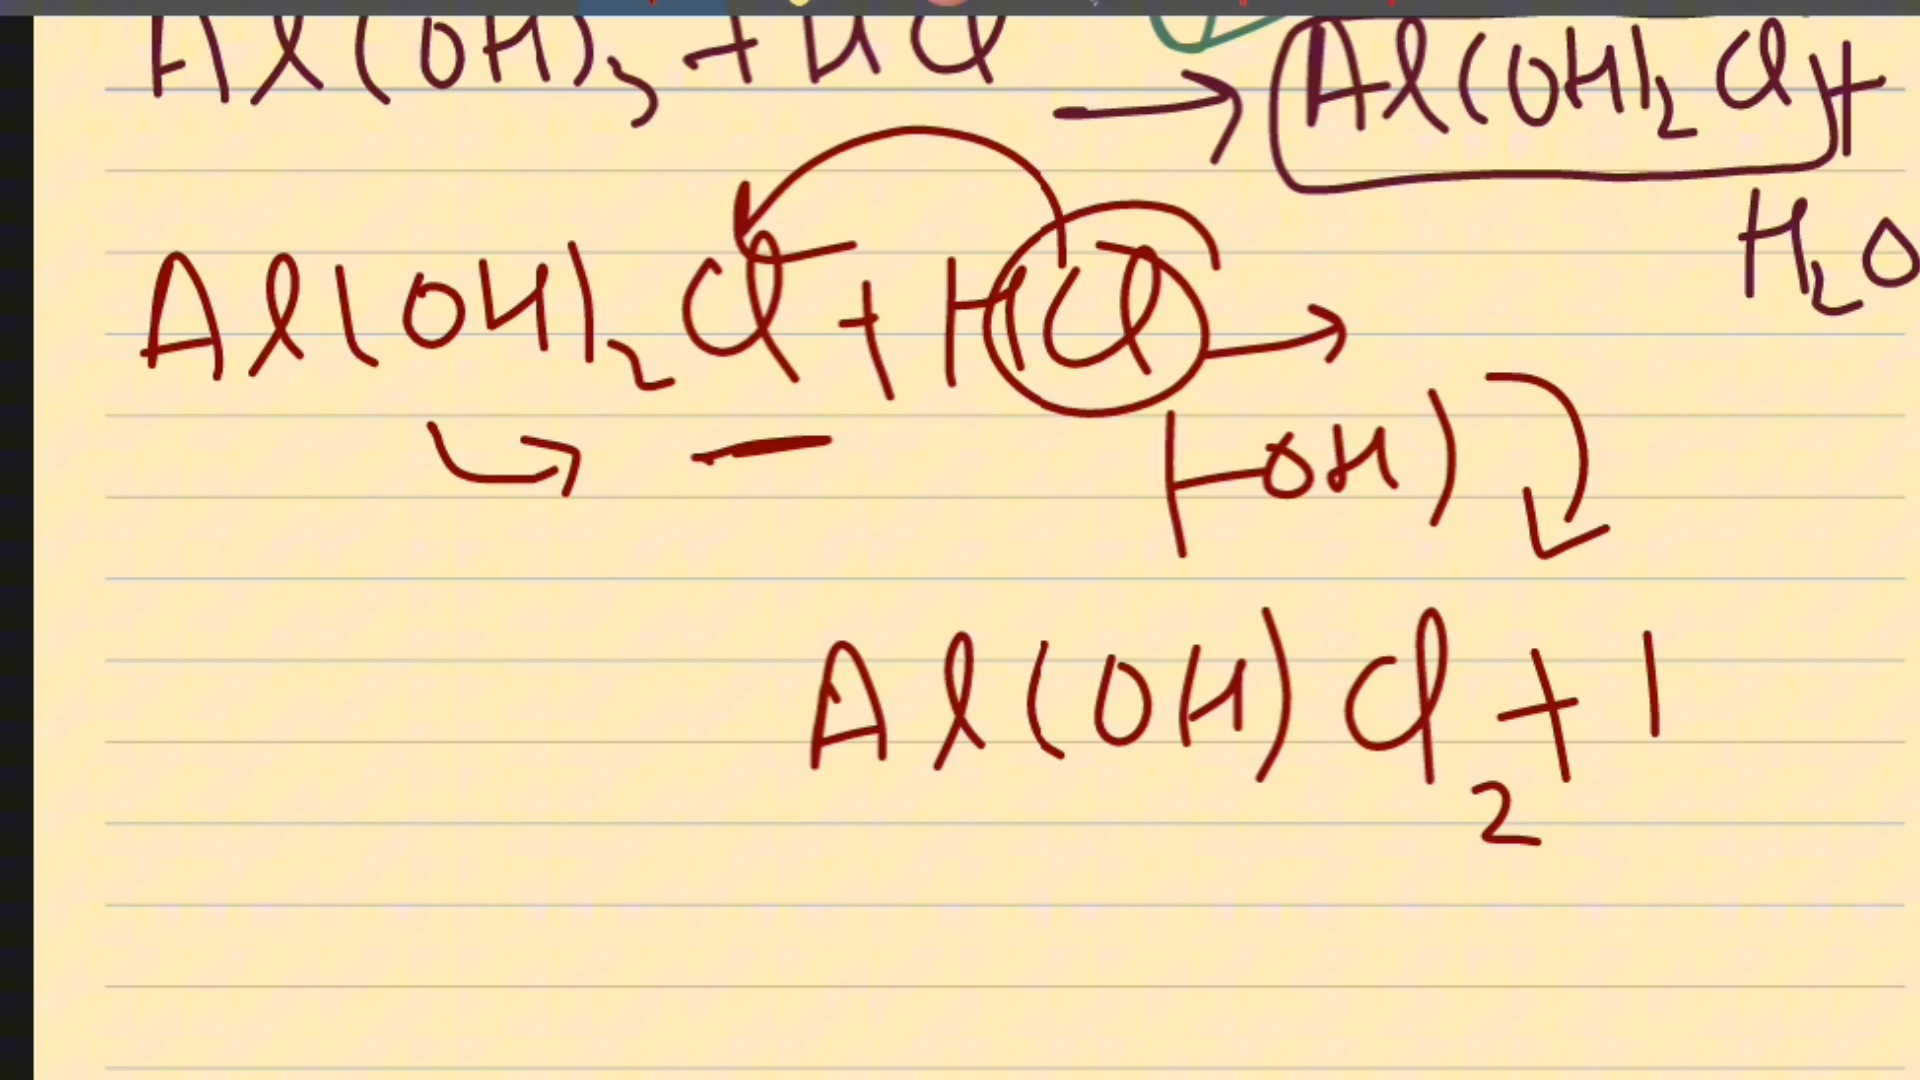 Al(OH)3 + HCl → Al(OH)2Cl +
H2O
Al(OH)2Cl + HCl →
(-OH)
Al(OH)Cl2 + 1